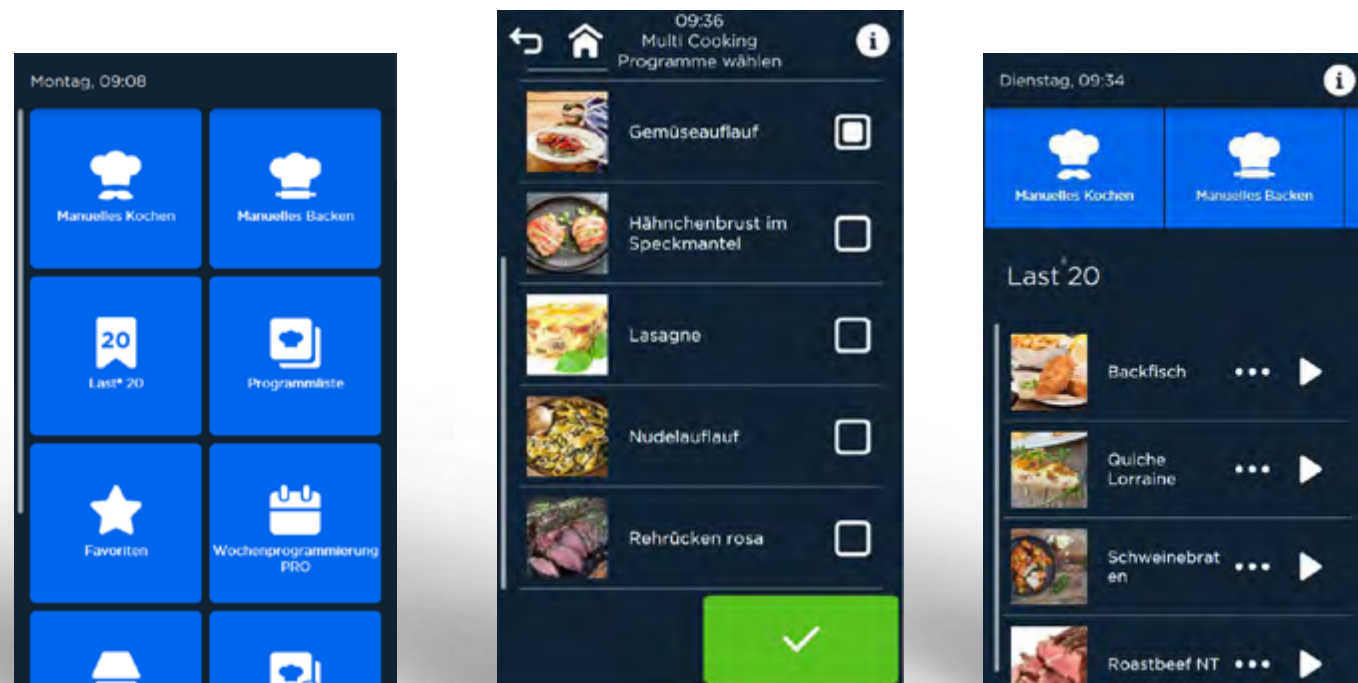 Montag, 09:08
Manuelles Kochen
Manuelles Backen
20
Last* 20
Programmliste
Favoriten
Wochenprogrammierung
PRO
09:36
Multi Cooking
Programme wählen
i
Gemüseauflauf
Hähnchenbrust im
Speckmantel
Lasagne
Nudelauflauf
Rehrücken rosa
Dienstag, 09:34
i
Manuelles Kochen
Manuelles Backen
Last* 20
Backfisch
Quiche
Lorraine
Schweinebrat
en
Roastbeef NT